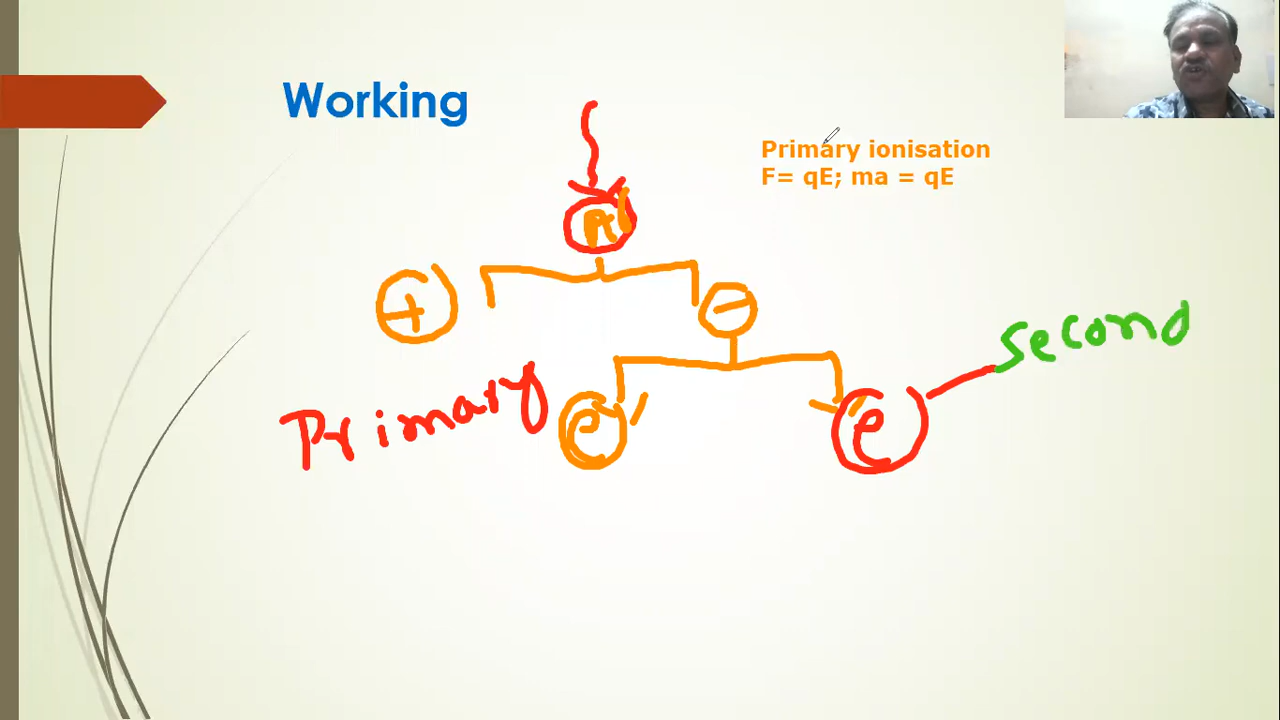 Working
Primary ionisation
F= qE; ma = qE
+
−
Primary
e
e
Second